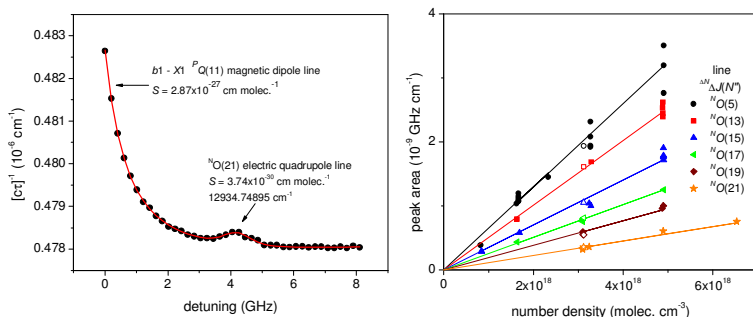 0.483
0.482
0.481
0.480
0.479
0.478
[cτ]⁻¹ (10⁻⁶ cm⁻¹)
b1 - X1 ᴾQ(11) magnetic dipole line
S = 2.87x10⁻²⁷ cm molec.⁻¹
ᴺO(21) electric quadrupole line
S = 3.74x10⁻³⁰ cm molec.⁻¹
12934.74895 cm⁻¹
0 2 4 6 8
detuning (GHz)
4
2
0
peak area (10⁻⁹ GHz cm⁻¹)
line
ᐃᴺΔJ(N")
ᴺO(5)
ᴺO(13)
ᴺO(15)
ᴺO(17)
ᴺO(19)
ᴺO(21)
0 2x10¹⁸ 4x10¹⁸ 6x10¹⁸
number density (molec. cm⁻³)